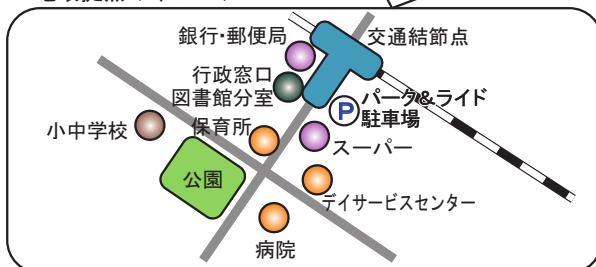 銀行・郵便局
交通結節点
行政窓口
図書館分室
P
パーク&ライド
駐車場
小中学校
保育所
スーパー
公園
デイサービスセンター
病院